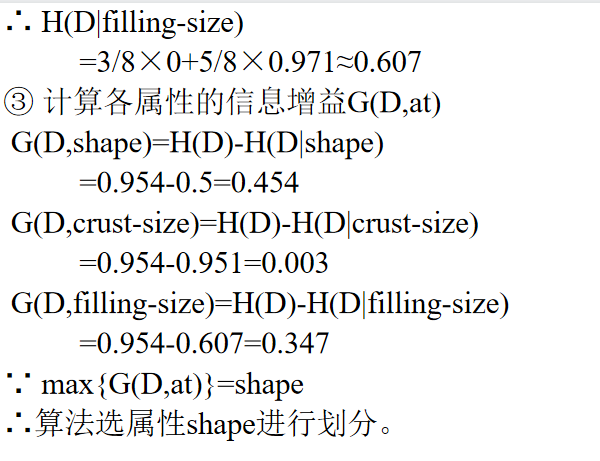 ∴ H(D|filling-size)
=3/8×0+5/8×0.971≈0.607
③ 计算各属性的信息增益G(D,at)
G(D,shape)=H(D)-H(D|shape)
=0.954-0.5=0.454
G(D,crust-size)=H(D)-H(D|crust-size)
=0.954-0.951=0.003
G(D,filling-size)=H(D)-H(D|filling-size)
=0.954-0.607=0.347
∵ max{G(D,at)}=shape
∴算法选属性shape进行划分。